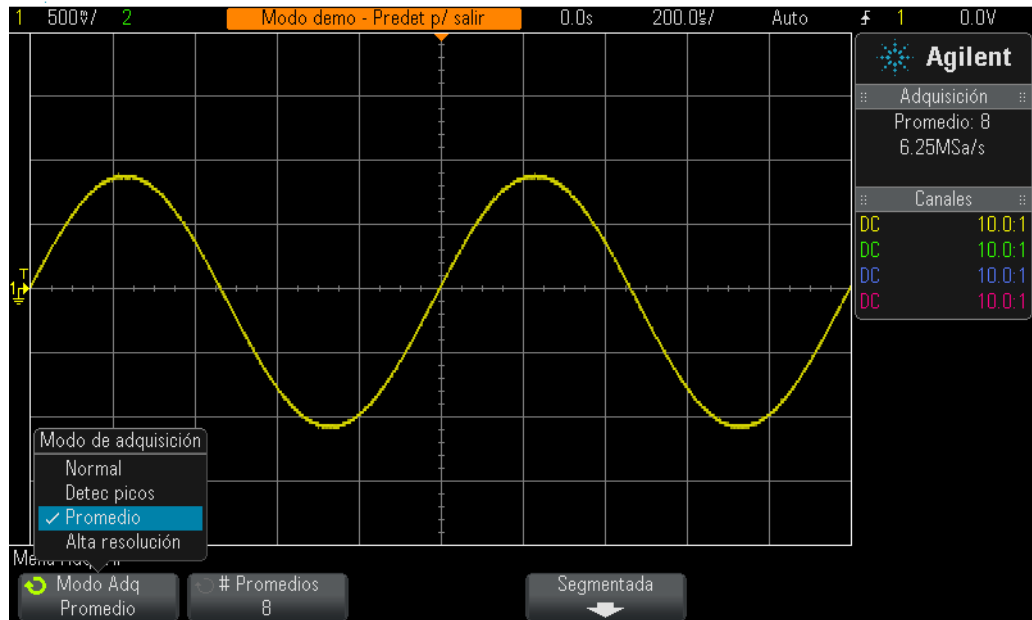 1 500▿/ 2 Modo demo - Predet p/ salir 0.0s 200.0▿/ Auto 1 0.0V
Agilent
Adquisición
Promedio: 8
6.25MSa/s
Canales
DC 10.0:1
DC 10.0:1
DC 10.0:1
DC 10.0:1
T
1
Modo de adquisición
Normal
Detec picos
Promedio
Alta resolución
Modo Adq
Promedio
# Promedios
8
Segmentada